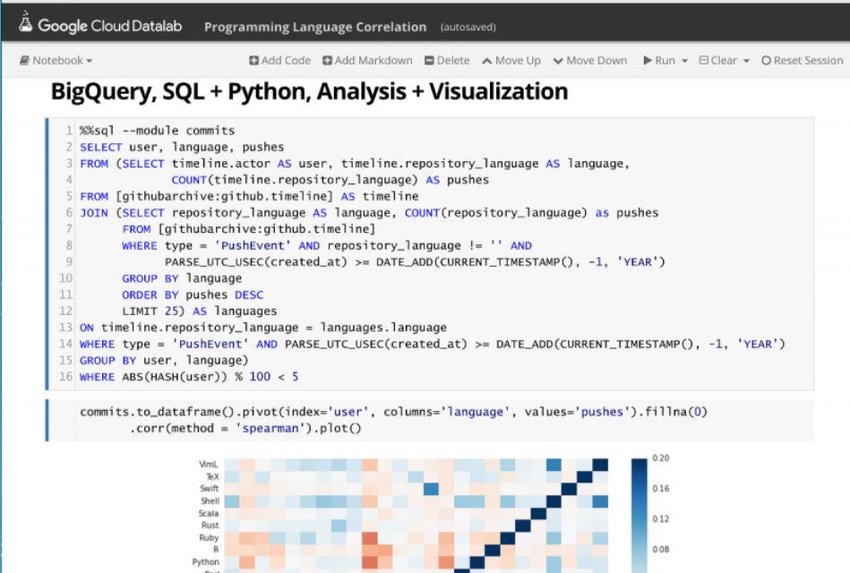 Google Cloud Datalab Programming Language Correlation (autosaved)
Notebook Add Code Add Markdown Delete Move Up Move Down Run Clear Reset Session
BigQuery, SQL + Python, Analysis + Visualization
1 %%sql --module commits
2 SELECT user, language, pushes
3 FROM (SELECT timeline.actor AS user, timeline.repository_language AS language,
4 COUNT(timeline.repository_language) AS pushes
5 FROM [githubarchive:github.timeline] AS timeline
6 JOIN (SELECT repository_language AS language, COUNT(repository_language) as pushes
7 FROM [githubarchive:github.timeline]
8 WHERE type = 'PushEvent' AND repository_language != '' AND
9 PARSE_UTC_USEC(created_at) >= DATE_ADD(CURRENT_TIMESTAMP(), -1, 'YEAR')
10 GROUP BY language
11 ORDER BY pushes DESC
12 LIMIT 25) AS languages
13 ON timeline.repository_language = languages.language
14 WHERE type = 'PushEvent' AND PARSE_UTC_USEC(created_at) >= DATE_ADD(CURRENT_TIMESTAMP(), -1, 'YEAR')
15 GROUP BY user, language)
16 WHERE ABS(HASH(user)) % 100 < 5
commits.to_dataframe().pivot(index='user', columns='language', values='pushes').fillna(0)
.corr(method = 'spearman').plot()
VimL
TeX
Swift
Shell
Scala
Rust
Ruby
R
Python
0.20
0.16
0.12
0.08